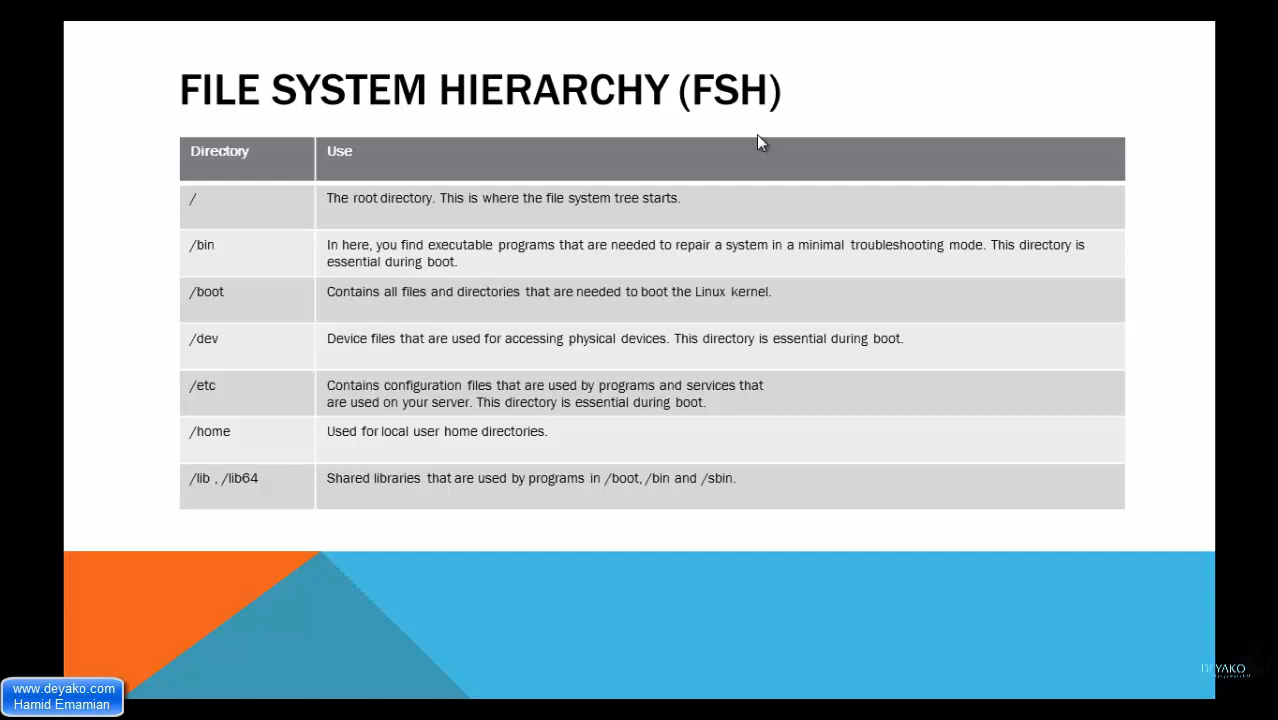 FILE SYSTEM HIERARCHY (FSH)
Directory Use
/ The root directory. This is where the file system tree starts.
/bin In here, you find executable programs that are needed to repair a system in a minimal troubleshooting mode. This directory is
essential during boot.
/boot Contains all files and directories that are needed to boot the Linux kernel.
/dev Device files that are used for accessing physical devices. This directory is essential during boot.
/etc Contains configuration files that are used by programs and services that
are used on your server. This directory is essential during boot.
/home Used for local user home directories.
/lib , /lib64 Shared libraries that are used by programs in /boot, /bin and /sbin.
DEYAKO
www.deyako.com
Hamid Emamian